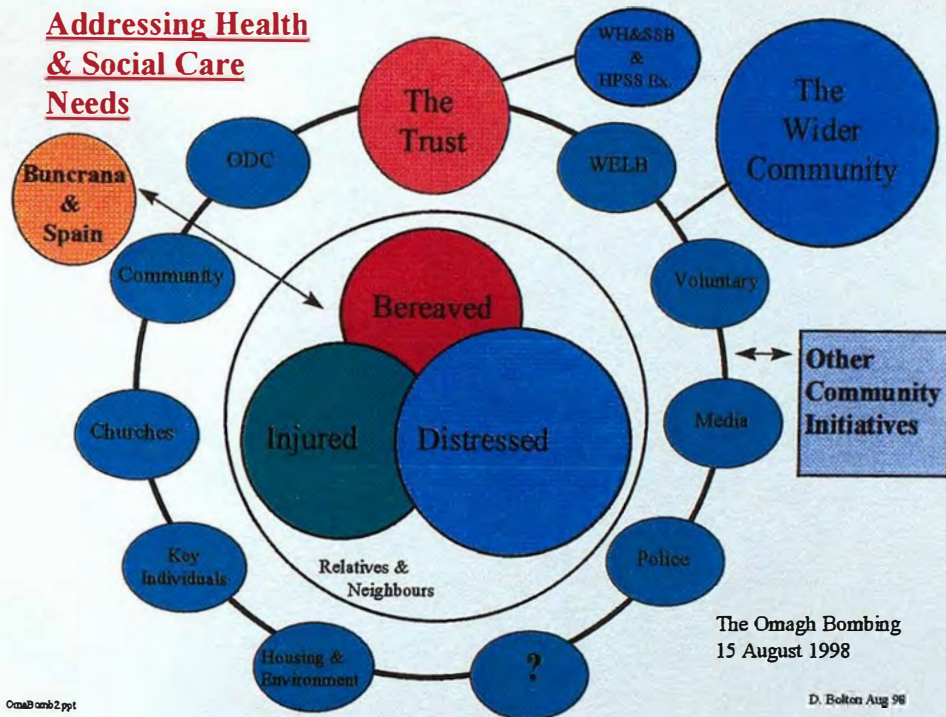 Addressing Health
& Social Care
Needs
The
Trust
WH&SSB
&
HPSS Ex.
The
Wider
Community
ODC
WELB
Buncrana
&
Spain
Community
Voluntary
Bereaved
Other
Community
Initiatives
Churches
Injured
Distressed
Media
Key
Individuals
Relatives &
Neighbours
Police
Housing &
Environment
?
The Omagh Bombing
15 August 1998
OmaBomb2.ppt
D. Bolton Aug 98